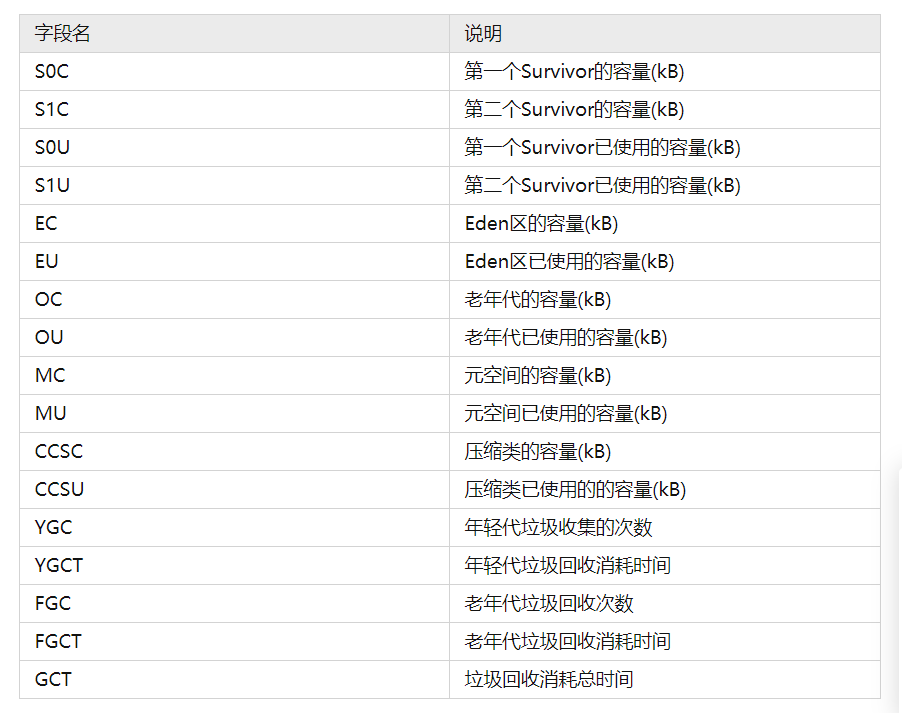 字段名 说明
S0C 第一个Survivor的容量(kB)
S1C 第二个Survivor的容量(kB)
S0U 第一个Survivor已使用的容量(kB)
S1U 第二个Survivor已使用的容量(kB)
EC Eden区的容量(kB)
EU Eden区已使用的容量(kB)
OC 老年代的容量(kB)
OU 老年代已使用的容量(kB)
MC 元空间的容量(kB)
MU 元空间已使用的容量(kB)
CCSC 压缩类的容量(kB)
CCSU 压缩类已使用的的容量(kB)
YGC 年轻代垃圾收集的次数
YGCT 年轻代垃圾回收消耗时间
FGC 老年代垃圾回收次数
FGCT 老年代垃圾回收消耗时间
GCT 垃圾回收消耗总时间